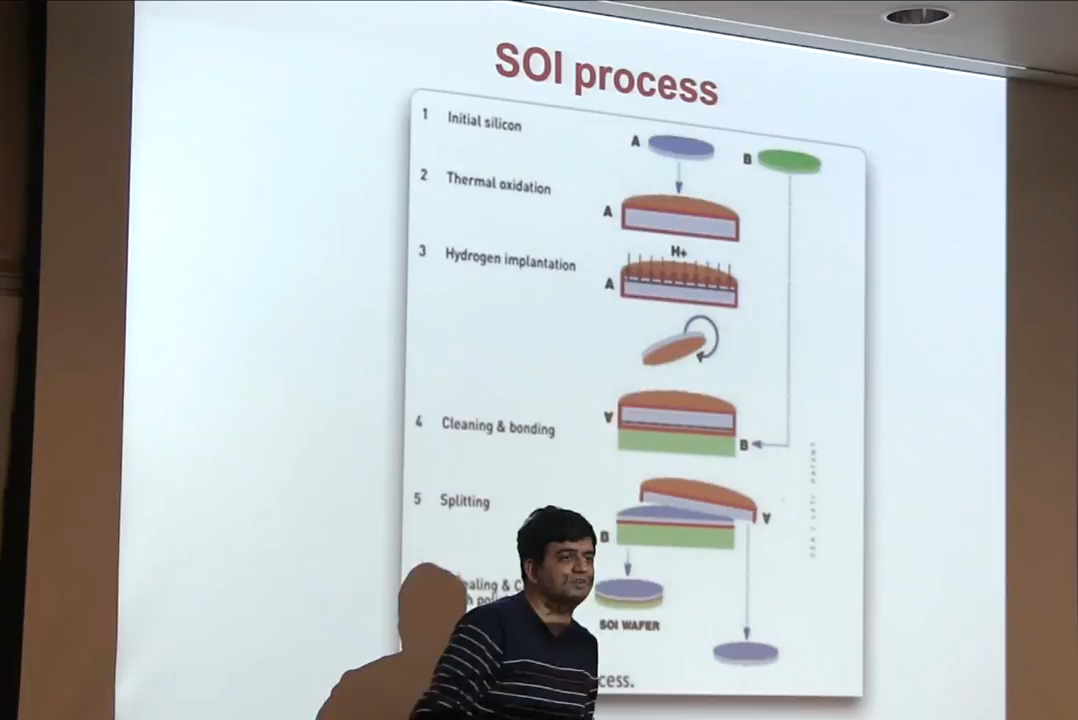 SOI process
1 Initial silicon
A
B
2 Thermal oxidation
A
3 Hydrogen implantation
H+
A
4 Cleaning & bonding
A
B
5 Splitting
A
B
ealing & C
SOI WAFER
cess.